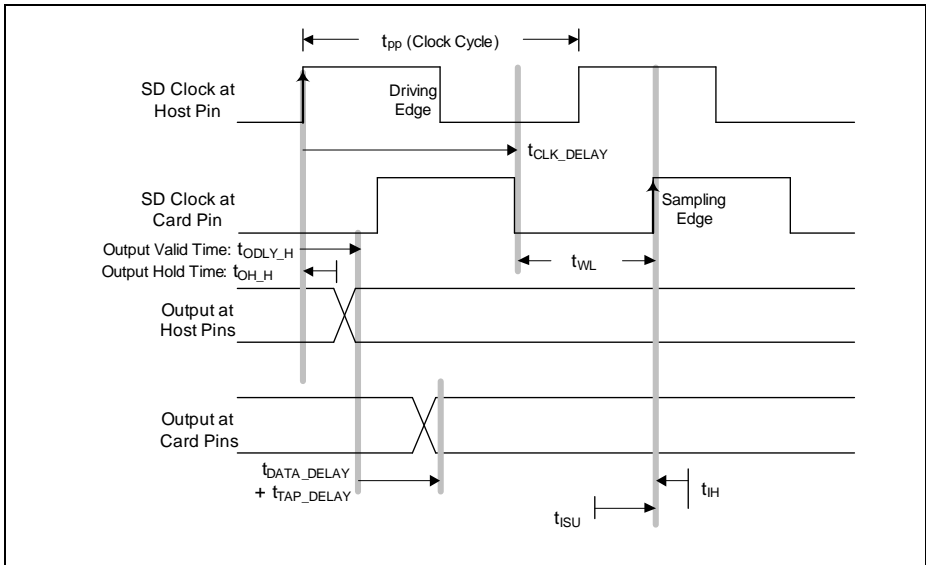 tpp (Clock Cycle)
SD Clock at
Host Pin
Driving
Edge
tCLK_DELAY
SD Clock at
Card Pin
Sampling
Edge
Output Valid Time: tODLY_H
Output Hold Time: tOH_H
tWL
Output at
Host Pins
Output at
Card Pins
tDATA_DELAY
+ tTAP_DELAY
tIH
tISU